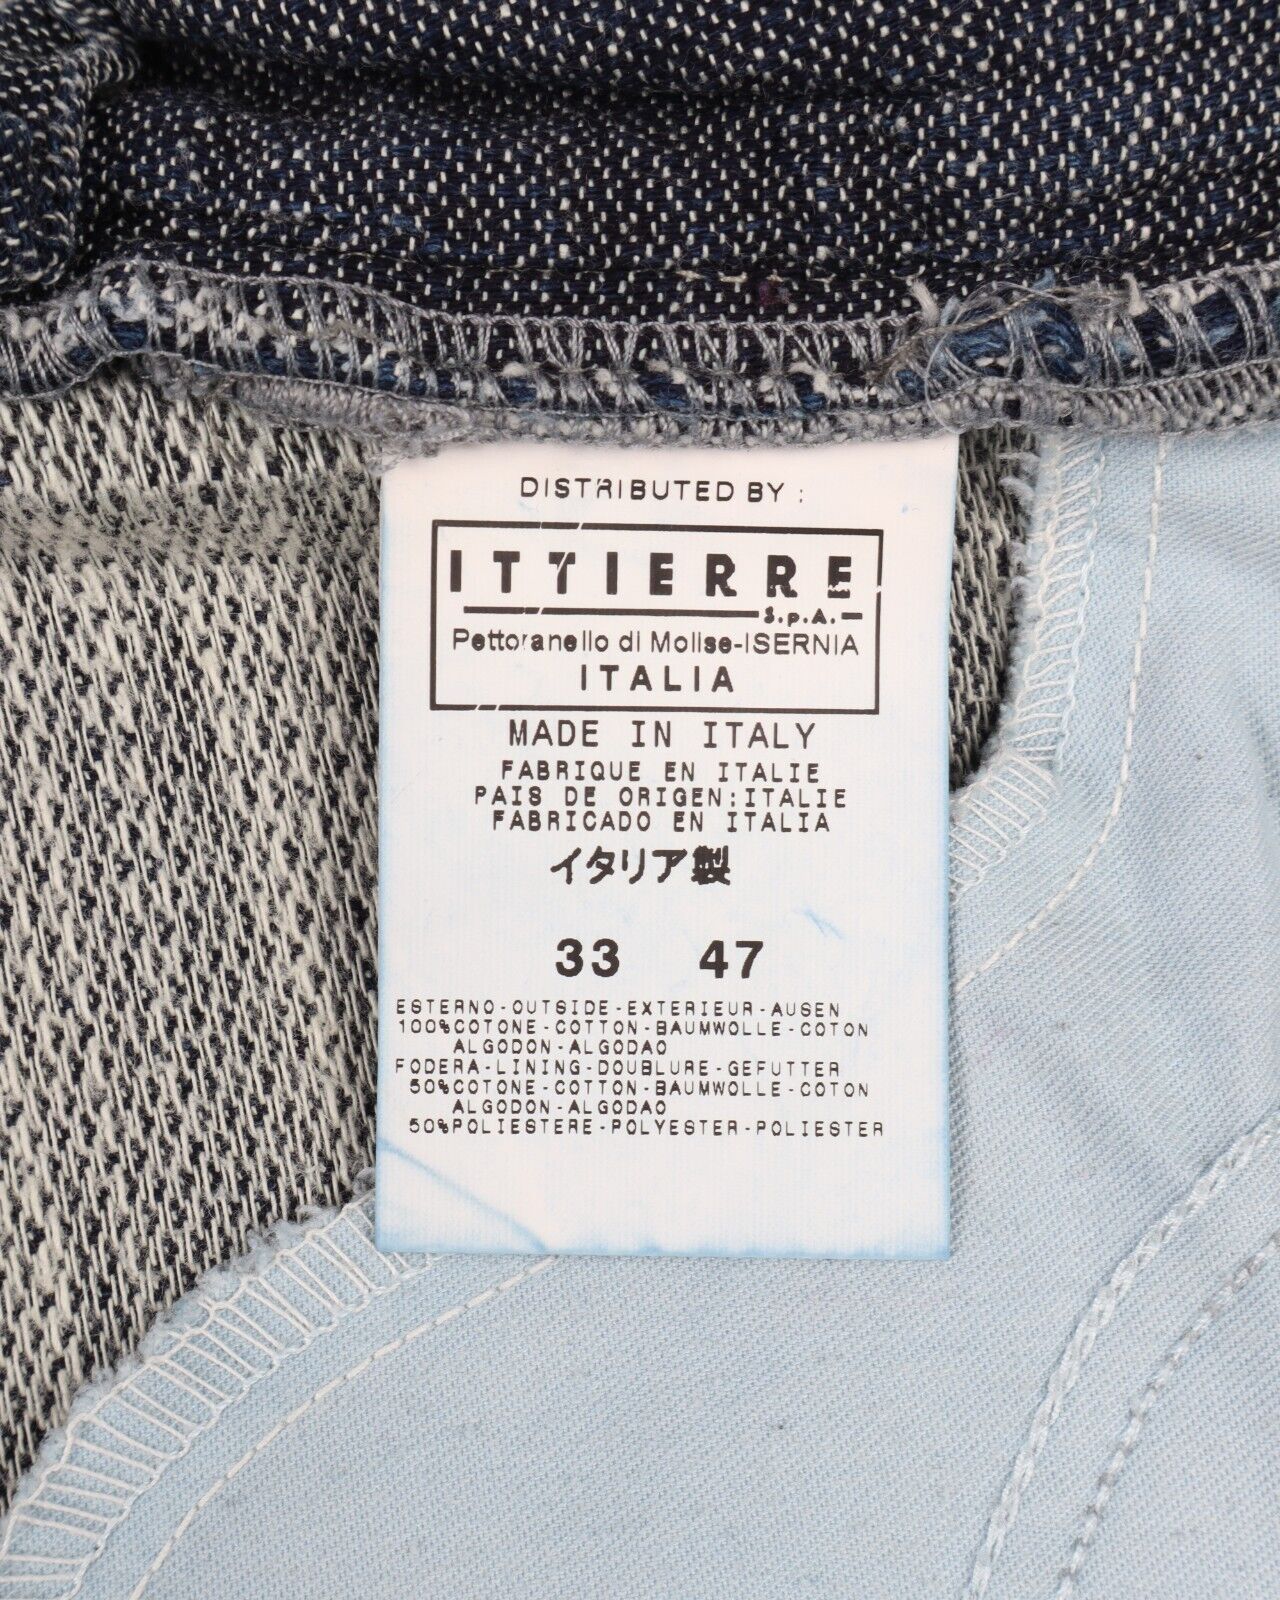 DISTRIBUTED BY :
ITTIERRE
S.p.A.
Pettoranello di Molise-ISERNIA
ITALIA
MADE IN ITALY
FABRIQUE EN ITALIE
PAIS DE ORIGEN:ITALIE
FABRICADO EN ITALIA
イタリア製
33 47
ESTERNO-OUTSIDE-EXTERIEUR-AUSEN
100%COTONE-COTTON-BAUMWOLLE-COTON
ALGODON-ALGODAO
FODERA-LINING-DOUBLURE-GEFUTTER
50%COTONE-COTTON-BAUMWOLLE-COTON
ALGODON-ALGODAO
50%POLIESTERE-POLYESTER-POLIESTER